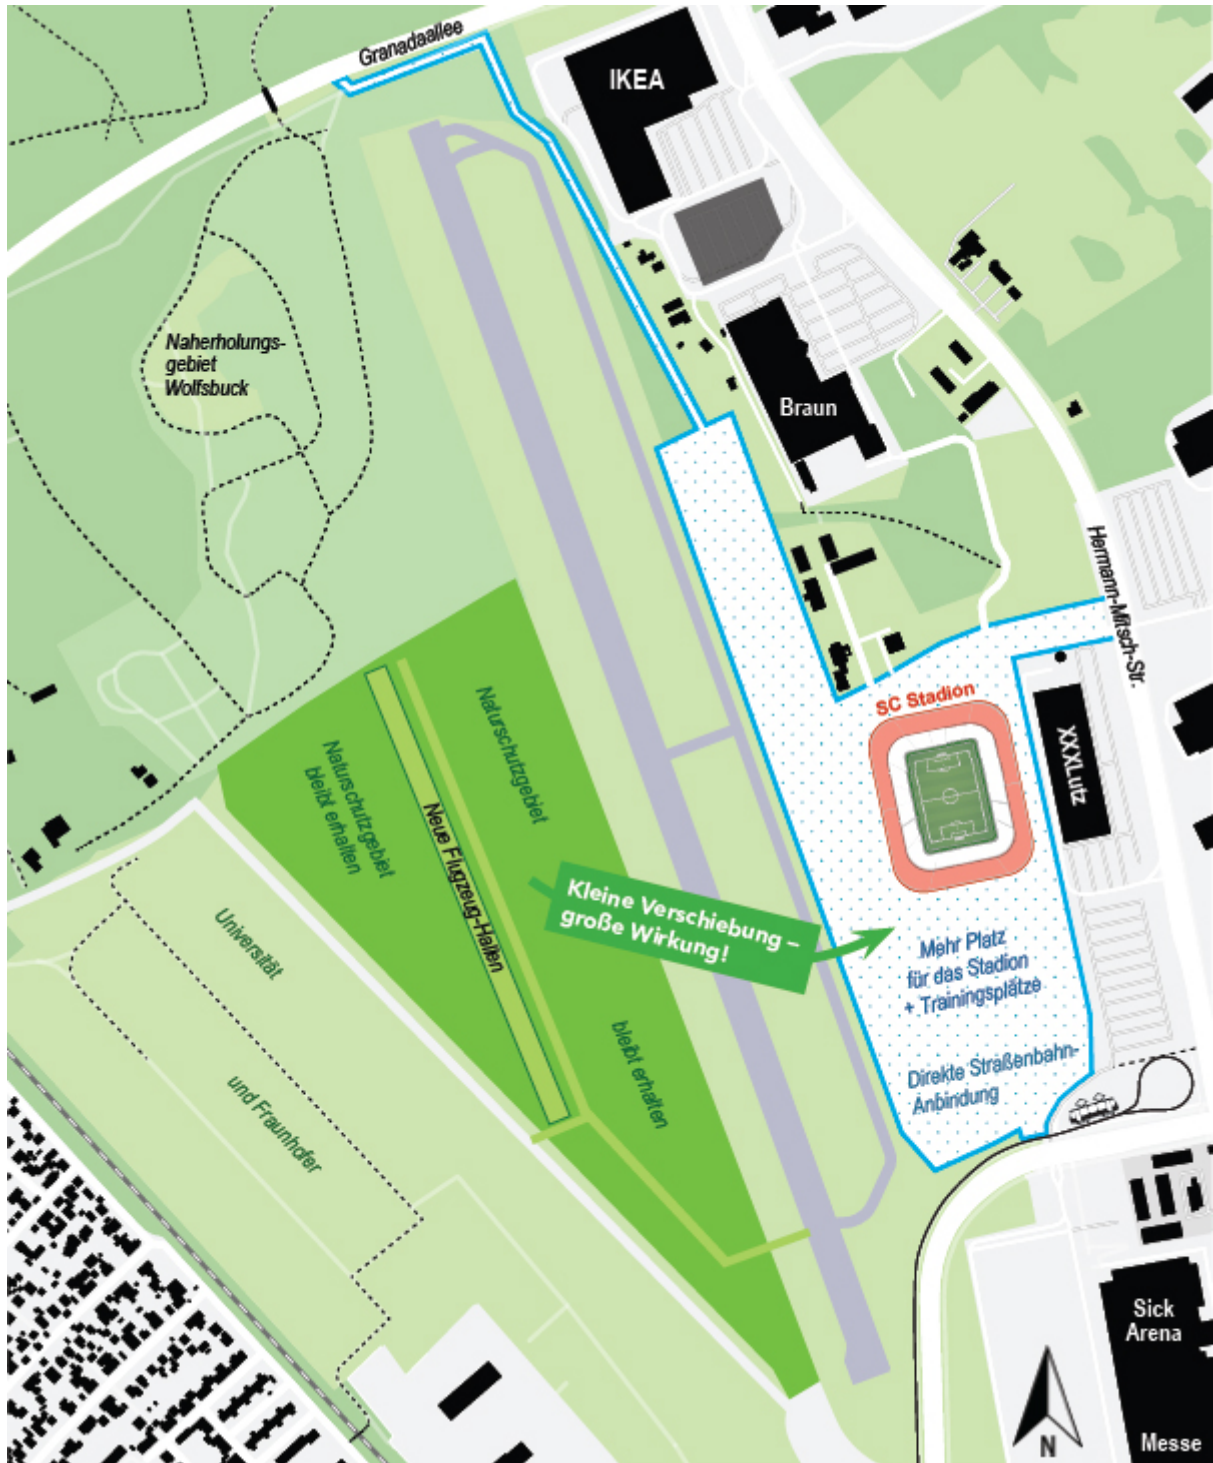 Granadaallee
IKEA
Naherholungs-
gebiet
Wolfsbuck
Braun
Hermann-Mitsch-Str.
SC Stadion
XXXLutz
Naturschutzgebiet
bleibt erhalten
Neue Flugzeug-Hallen
Naturschutzgebiet
bleibt erhalten
Kleine Verschiebung –
große Wirkung!
Mehr Platz
für das Stadion
+ Trainingsplätze
Direkte Straßenbahn-
Anbindung
Universität
und Fraunhofer
Sick
Arena
Messe
N